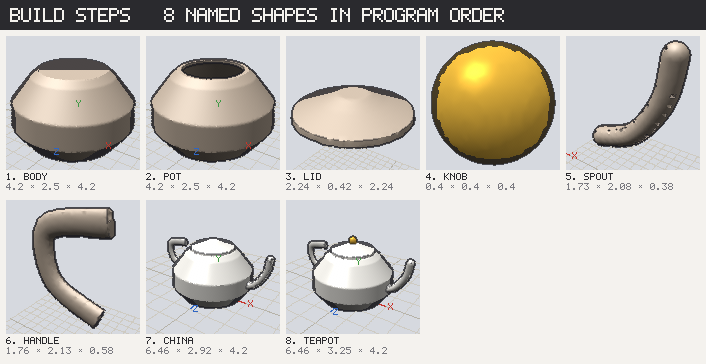 BUILD STEPS 8 NAMED SHAPES IN PROGRAM ORDER
Y
Z
1. BODY
4.2 × 2.5 × 4.2
Y
Z
2. POT
4.2 × 2.5 × 4.2
3. LID
2.24 × 0.42 × 2.24
4. KNOB
0.4 × 0.4 × 0.4
X
5. SPOUT
1.73 × 2.08 × 0.38
6. HANDLE
1.76 × 2.13 × 0.58
Y
X
Z
7. CHINA
6.46 × 2.92 × 4.2
Y
X
Z
8. TEAPOT
6.46 × 3.25 × 4.2